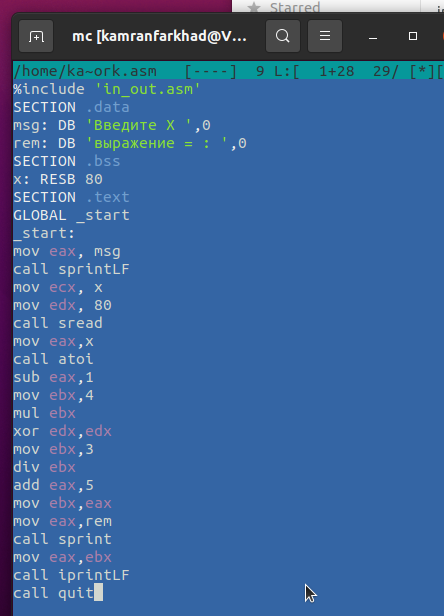 Starred
mc [kamranfarkhad@V...
/home/ka~ork.asm [----] 9 L:[ 1+28 29/ [*][
%include 'in_out.asm'
SECTION .data
msg: DB 'Введите X ',0
rem: DB 'выражение = : ',0
SECTION .bss
x: RESB 80
SECTION .text
GLOBAL _start
_start:
mov eax, msg
call sprintLF
mov ecx, x
mov edx, 80
call sread
mov eax,x
call atoi
sub eax,1
mov ebx,4
mul ebx
xor edx,edx
mov ebx,3
div ebx
add eax,5
mov ebx,eax
mov eax,rem
call sprint
mov eax,ebx
call iprintLF
call quit